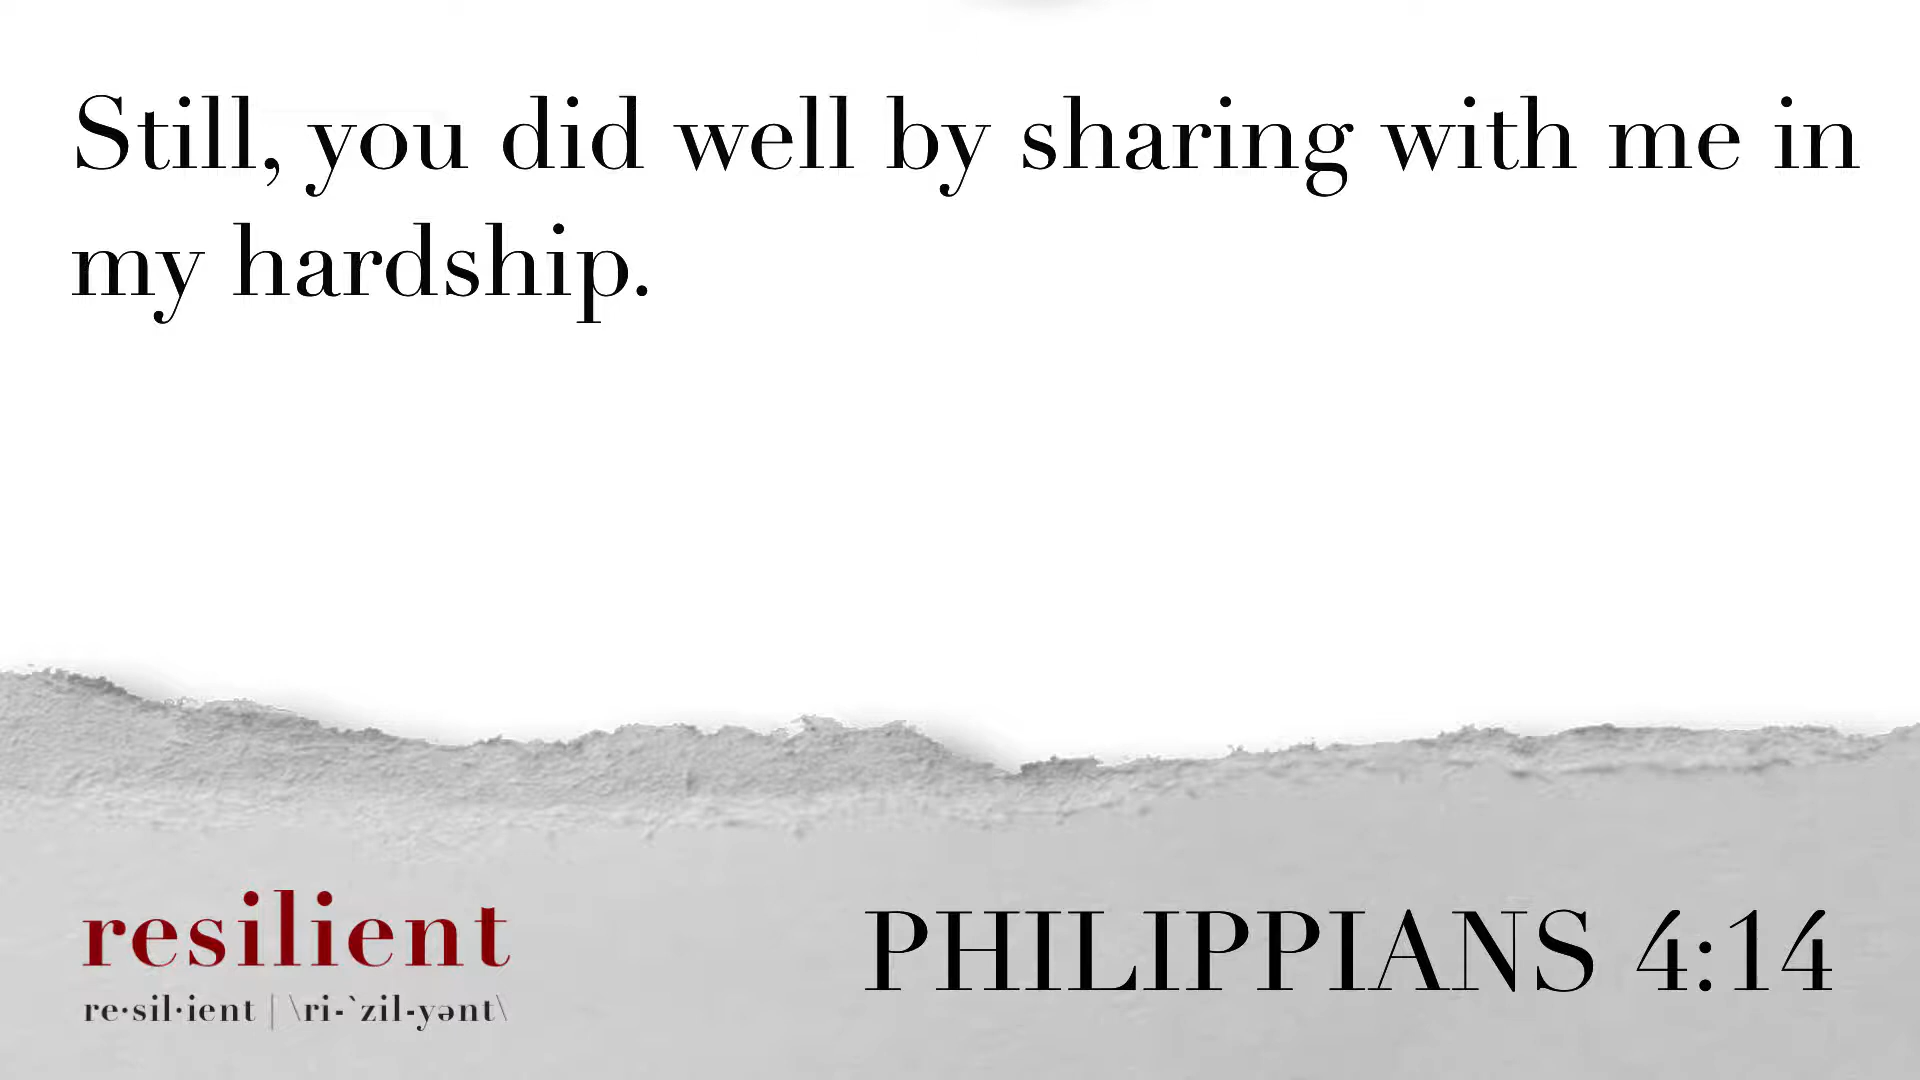 Still, you did well by sharing with me in
my hardship.
resilient
re·sil·ient | \ri-`zil-yənt\
PHILIPPIANS 4:14